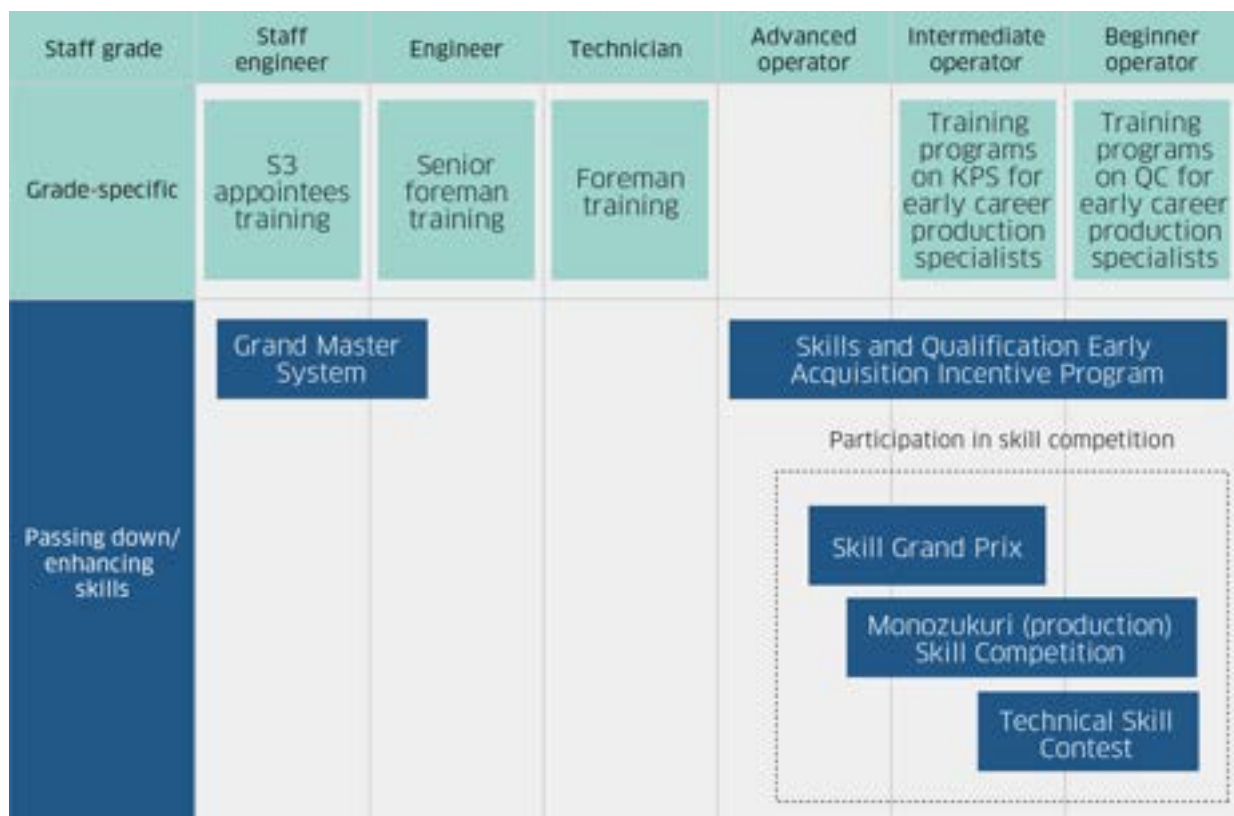 Staff grade
Staff
engineer
Engineer
Technician
Advanced
operator
Intermediate
operator
Beginner
operator
Grade-specific
S3
appointees
training
Senior
foreman
training
Foreman
training
Training
programs
on KPS for
early career
production
specialists
Training
programs
on QC for
early career
production
specialists
Passing down/
enhancing
skills
Grand Master
System
Skills and Qualification Early
Acquisition Incentive Program
Participation in skill competition
Skill Grand Prix
Monozukuri (production)
Skill Competition
Technical Skill
Contest